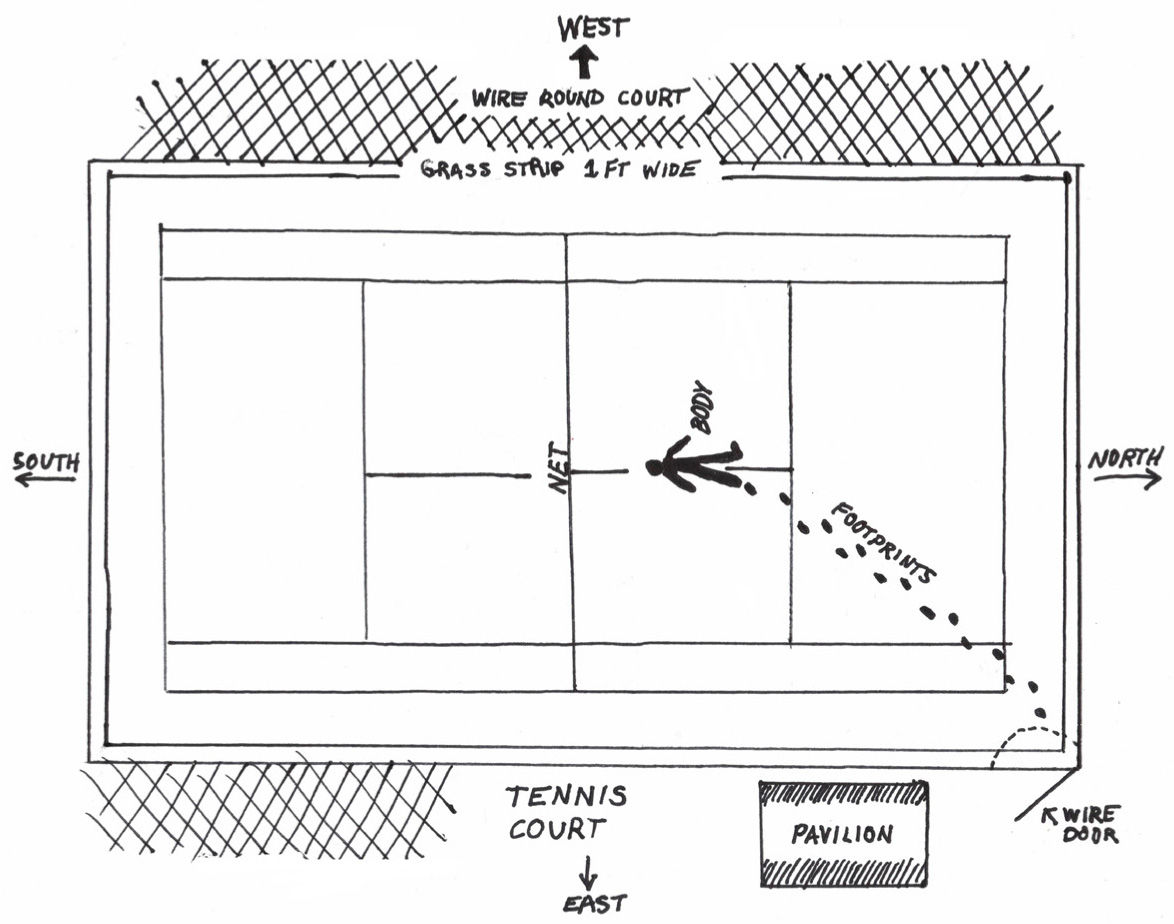 WEST
WIRE ROUND COURT
GRASS STRIP 1 FT WIDE
BODY
SOUTH
NET
NORTH
FOOTPRINTS
TENNIS
COURT
PAVILION
WIRE
DOOR
EAST